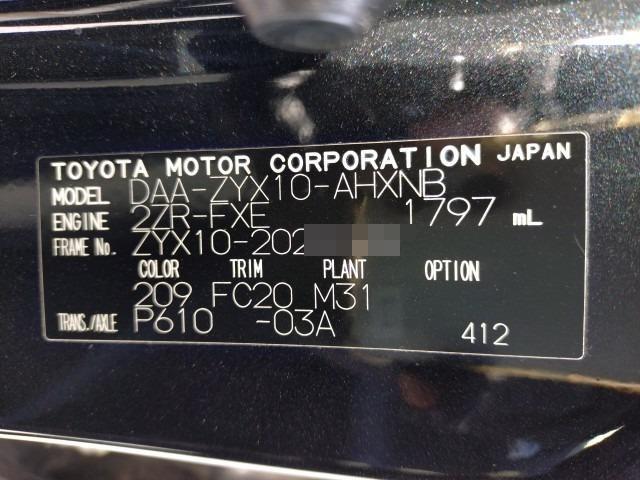 TOYOTA MOTOR CORPORATION JAPAN
MODEL DAA-ZYX10-AHXNB
ENGINE 2ZR-FXE 1797 mL
FRAME No. ZYX10-202
COLOR TRIM PLANT OPTION
209 FC20 M31
TRANS./AXLE P610 -03A
412